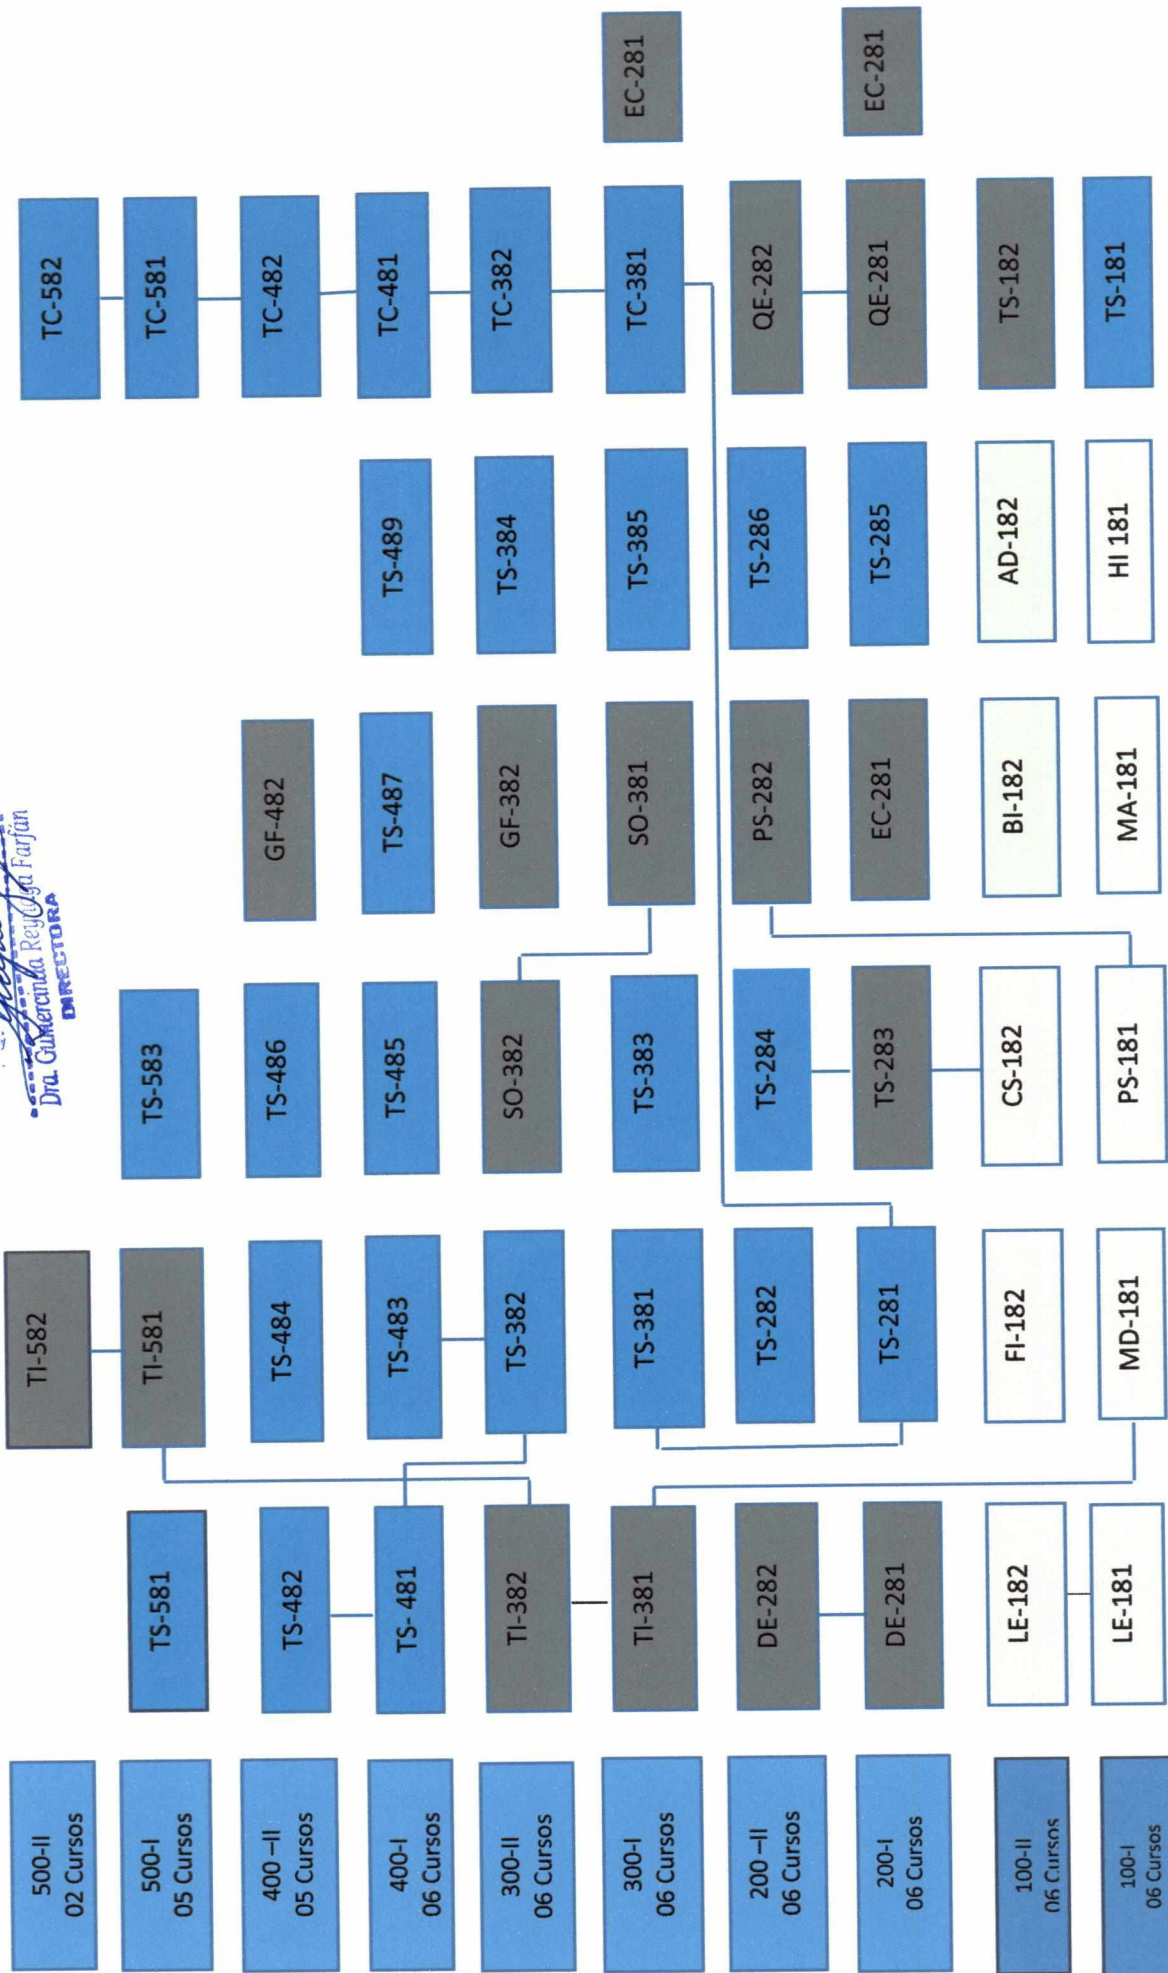 Dra. Gumercinda Reynaga Farfán
DIRECTORA
500-II
02 Cursos
TI-582
TC-582
500-I
05 Cursos
TS-581
TI-581
TS-583
TC-581
400 –II
05 Cursos
TS-482
TS-484
TS-486
GF-482
TC-482
400-I
06 Cursos
TS- 481
TS-483
TS-485
TS-487
TS-489
TC-481
300-II
06 Cursos
TI-382
TS-382
SO-382
GF-382
TS-384
TC-382
300-I
06 Cursos
TI-381
TS-381
TS-383
SO-381
TS-385
TC-381
EC-281
200 –II
06 Cursos
DE-282
TS-282
TS-284
PS-282
TS-286
QE-282
200-I
06 Cursos
DE-281
TS-281
TS-283
EC-281
TS-285
QE-281
EC-281
100-II
06 Cursos
LE-182
FI-182
CS-182
BI-182
AD-182
TS-182
100-I
06 Cursos
LE-181
MD-181
PS-181
MA-181
HI 181
TS-181